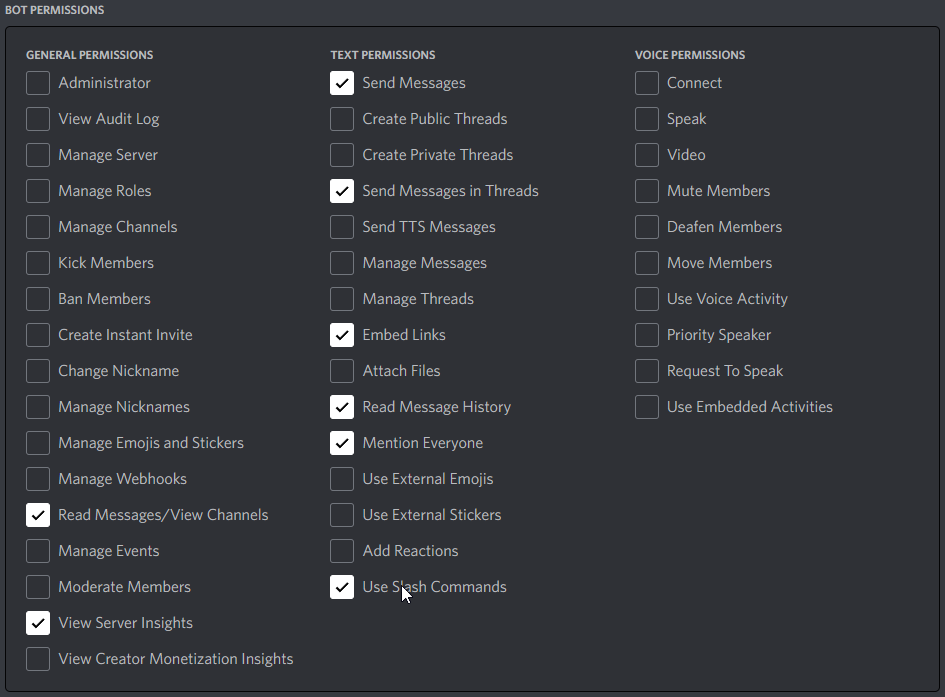 BOT PERMISSIONS
GENERAL PERMISSIONS
Administrator
View Audit Log
Manage Server
Manage Roles
Manage Channels
Kick Members
Ban Members
Create Instant Invite
Change Nickname
Manage Nicknames
Manage Emojis and Stickers
Manage Webhooks
Read Messages/View Channels
Manage Events
Moderate Members
View Server Insights
View Creator Monetization Insights
TEXT PERMISSIONS
Send Messages
Create Public Threads
Create Private Threads
Send Messages in Threads
Send TTS Messages
Manage Messages
Manage Threads
Embed Links
Attach Files
Read Message History
Mention Everyone
Use External Emojis
Use External Stickers
Add Reactions
Use Slash Commands
VOICE PERMISSIONS
Connect
Speak
Video
Mute Members
Deafen Members
Move Members
Use Voice Activity
Priority Speaker
Request To Speak
Use Embedded Activities